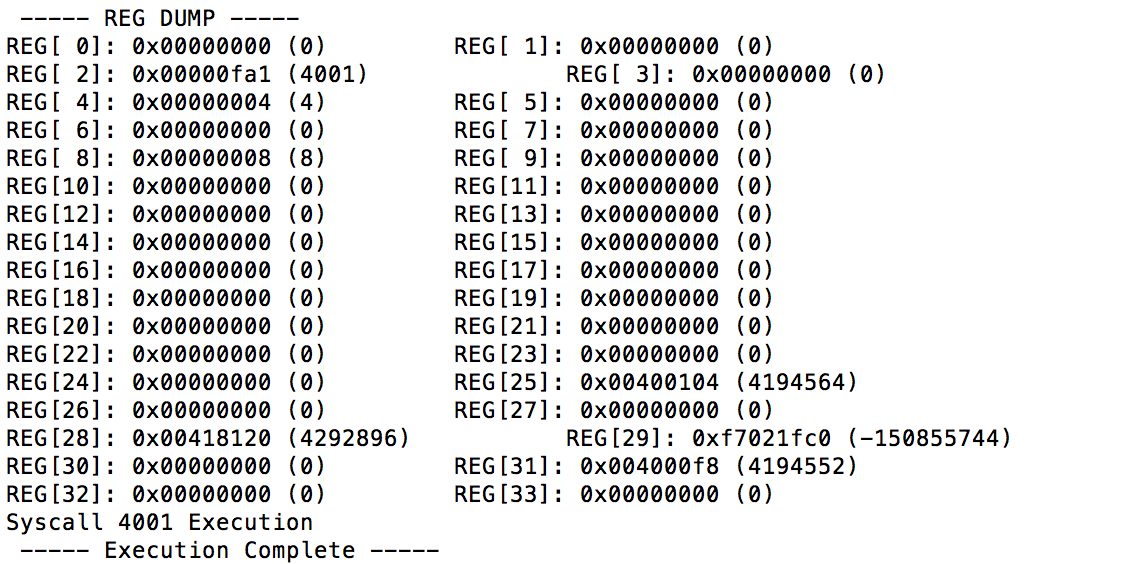 ----- REG DUMP -----
REG[ 0]: 0x00000000 (0)         REG[ 1]: 0x00000000 (0)
REG[ 2]: 0x00000fa1 (4001)              REG[ 3]: 0x00000000 (0)
REG[ 4]: 0x00000004 (4)         REG[ 5]: 0x00000000 (0)
REG[ 6]: 0x00000000 (0)         REG[ 7]: 0x00000000 (0)
REG[ 8]: 0x00000008 (8)         REG[ 9]: 0x00000000 (0)
REG[10]: 0x00000000 (0)         REG[11]: 0x00000000 (0)
REG[12]: 0x00000000 (0)         REG[13]: 0x00000000 (0)
REG[14]: 0x00000000 (0)         REG[15]: 0x00000000 (0)
REG[16]: 0x00000000 (0)         REG[17]: 0x00000000 (0)
REG[18]: 0x00000000 (0)         REG[19]: 0x00000000 (0)
REG[20]: 0x00000000 (0)         REG[21]: 0x00000000 (0)
REG[22]: 0x00000000 (0)         REG[23]: 0x00000000 (0)
REG[24]: 0x00000000 (0)         REG[25]: 0x00400104 (4194564)
REG[26]: 0x00000000 (0)         REG[27]: 0x00000000 (0)
REG[28]: 0x00418120 (4292896)           REG[29]: 0xf7021fc0 (-150855744)
REG[30]: 0x00000000 (0)         REG[31]: 0x004000f8 (4194552)
REG[32]: 0x00000000 (0)         REG[33]: 0x00000000 (0)
Syscall 4001 Execution
----- Execution Complete -----